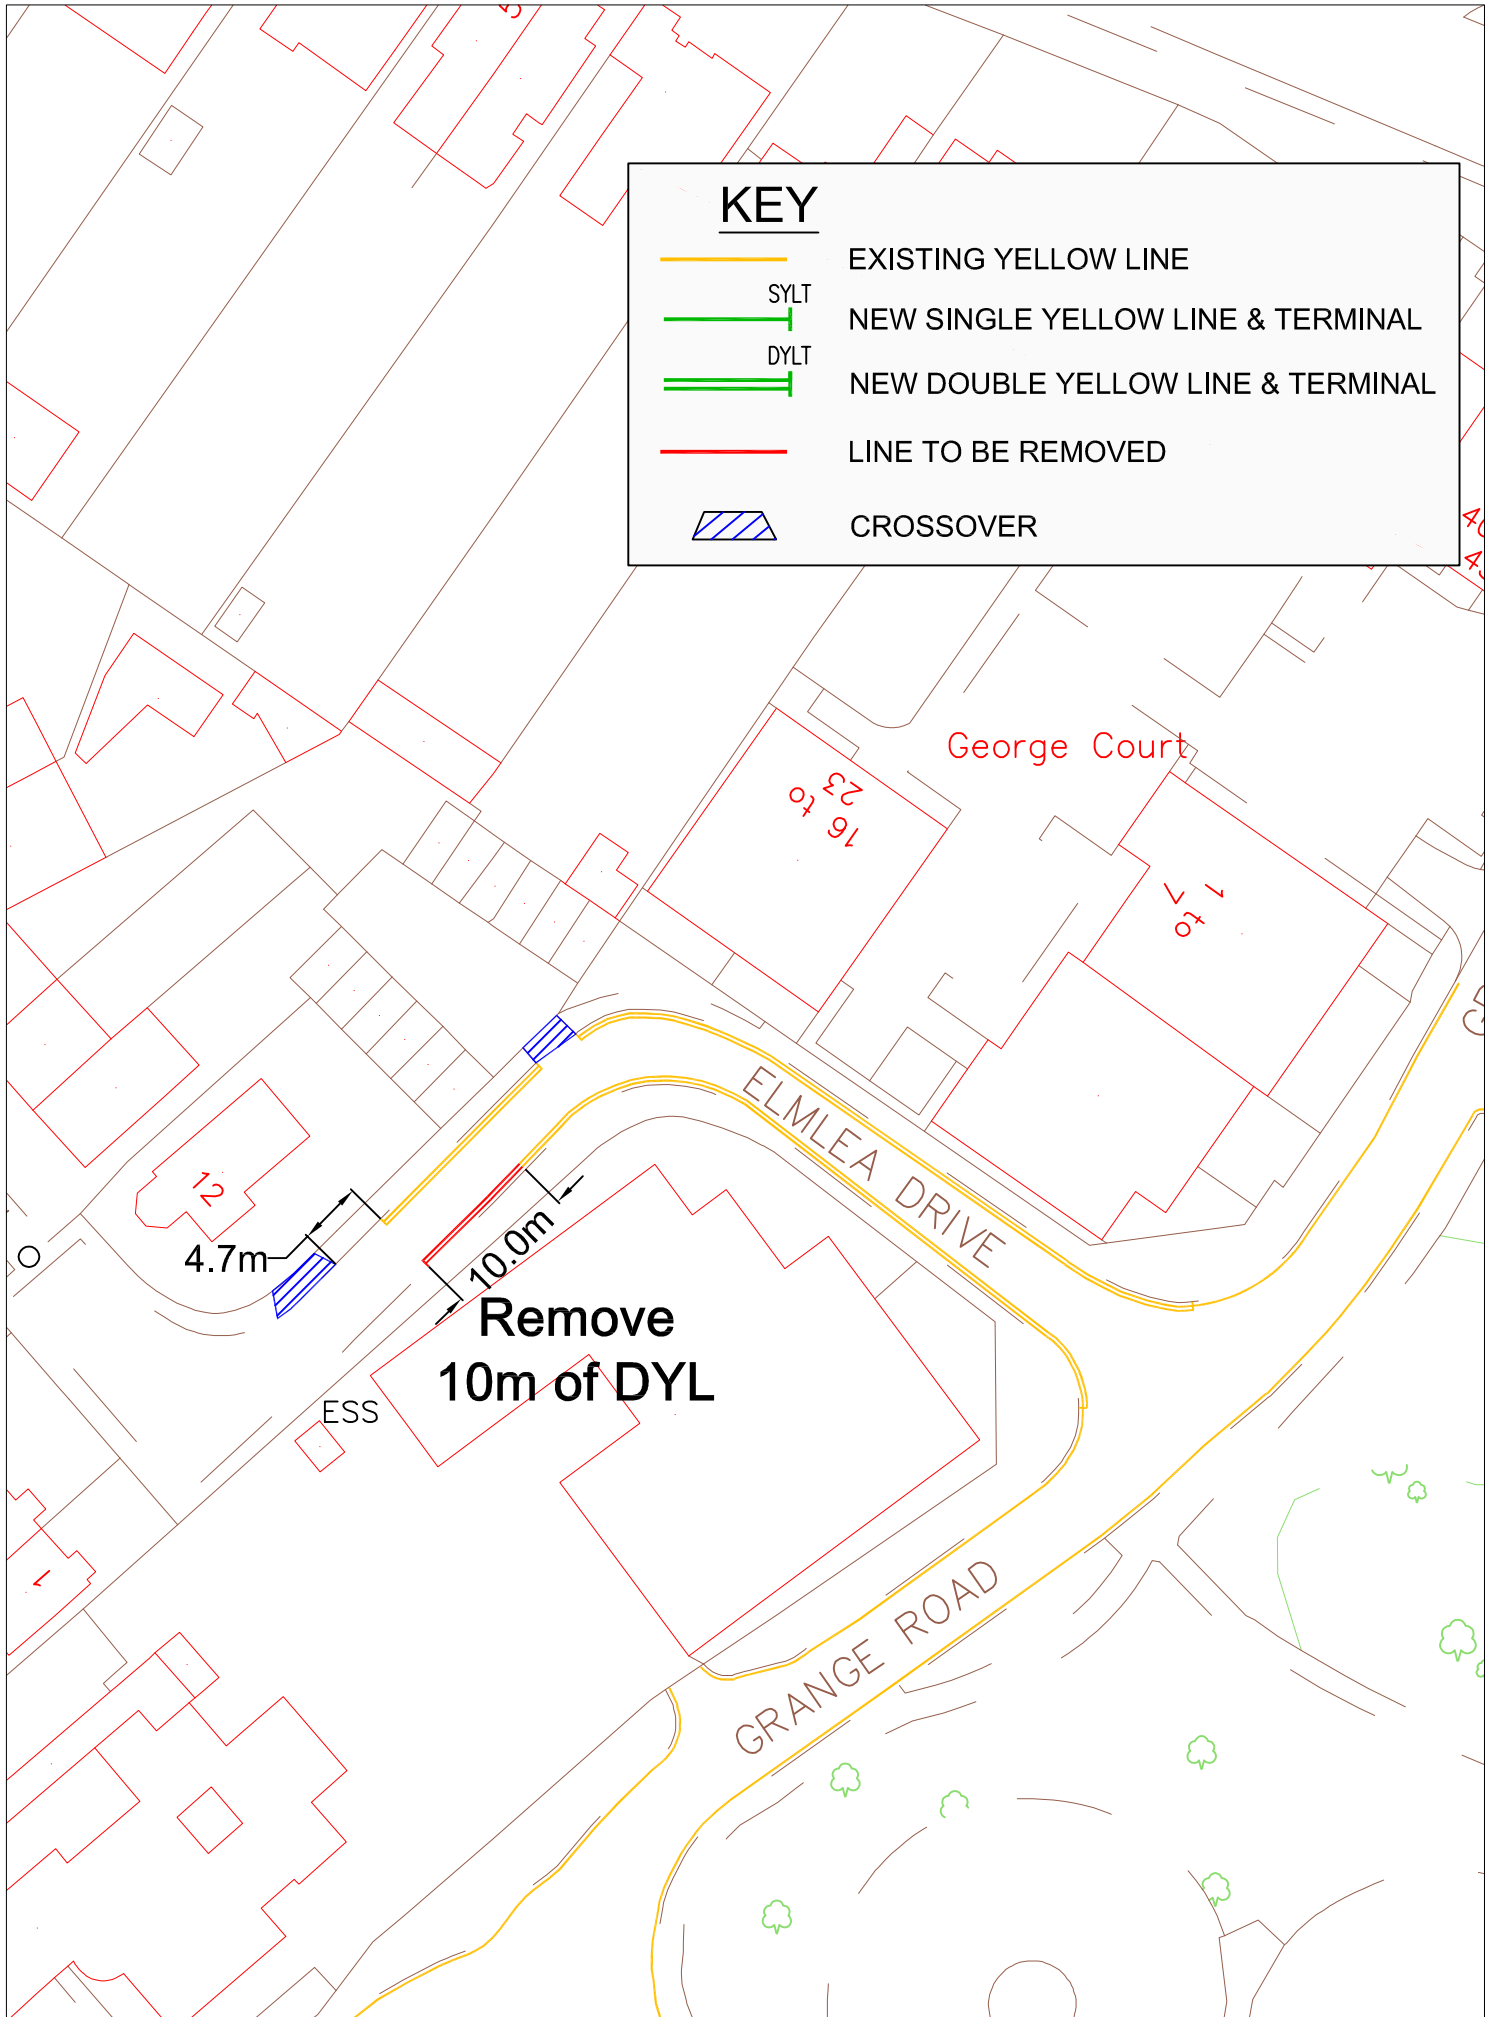 5
KEY
EXISTING YELLOW LINE
SYLT
NEW SINGLE YELLOW LINE & TERMINAL
DYLT
NEW DOUBLE YELLOW LINE & TERMINAL
LINE TO BE REMOVED
CROSSOVER
George Court
16 to
23
1
to
7
ELMLEA DRIVE
12
4.7m
10.0m
Remove
10m of DYL
ESS
1
GRANGE ROAD